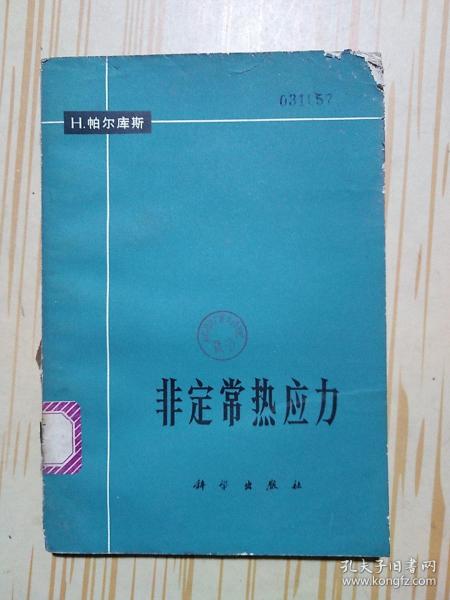 031157
H.帕尔库斯
非定常热应力
科学出版社
孔夫子旧书网
www.kongfz.com